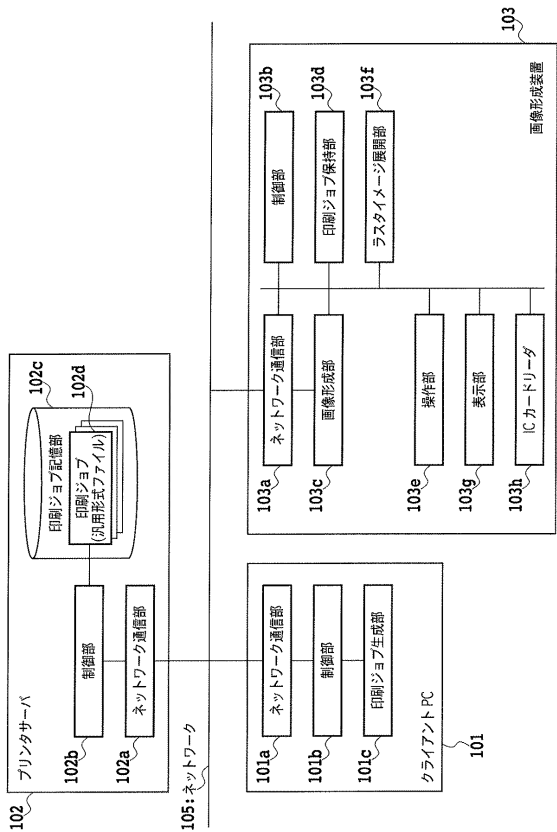 102
プリンタサーバ
102b
制御部
102a
ネットワーク通信部
102c
印刷ジョブ記憶部
102d
印刷ジョブ
(汎用形式ファイル)
105:ネットワーク
101a
ネットワーク通信部
101b
制御部
101c
印刷ジョブ生成部
クライアントPC
101
103a
ネットワーク通信部
103b
制御部
103c
画像形成部
103d
印刷ジョブ保持部
103f
ラスタイメージ展開部
103e
操作部
103g
表示部
103h
ICカードリーダ
画像形成装置
103